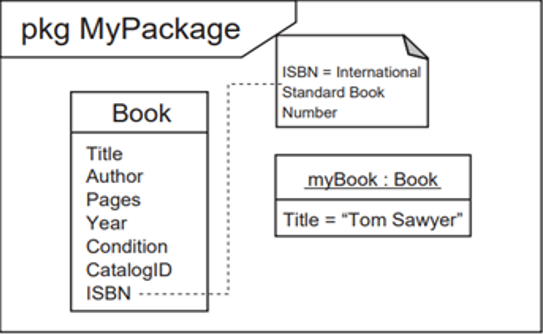 pkg MyPackage
ISBN = International
Standard Book
Number
Book
Title
Author
Pages
Year
Condition
CatalogID
ISBN
myBook : Book
Title = “Tom Sawyer”